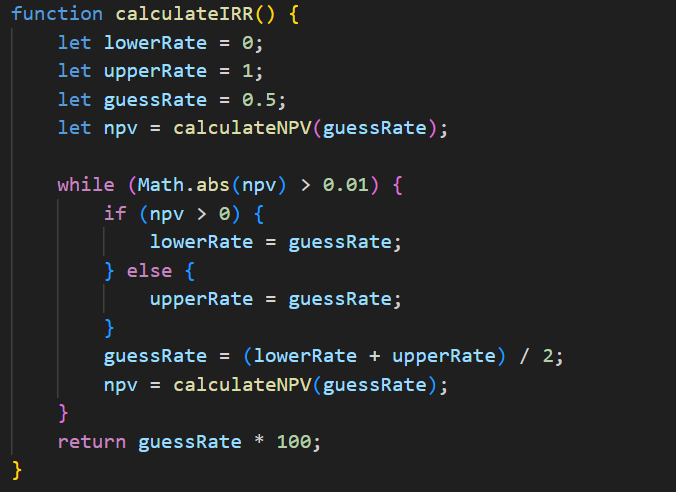 function calculateIRR() {
    let lowerRate = 0;
    let upperRate = 1;
    let guessRate = 0.5;
    let npv = calculateNPV(guessRate);

    while (Math.abs(npv) > 0.01) {
        if (npv > 0) {
            lowerRate = guessRate;
        } else {
            upperRate = guessRate;
        }
        guessRate = (lowerRate + upperRate) / 2;
        npv = calculateNPV(guessRate);
    }
    return guessRate * 100;
}